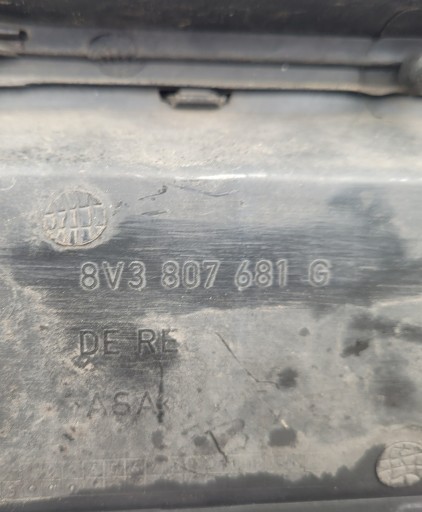 8V3 807 681 G
DE RE
>ASA<